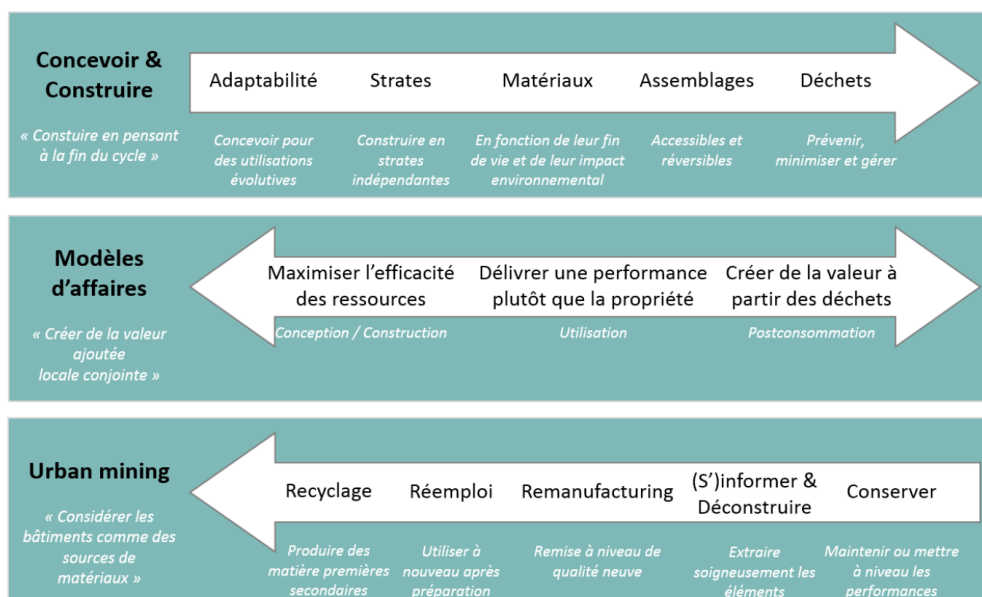 Concevoir &
Construire
« Constuire en pensant
à la fin du cycle »
Adaptabilité
Strates
Matériaux
Assemblages
Déchets
Concevoir pour
des utilisations
évolutives
Construire en
strates
indépendantes
En fonction de leur fin
de vie et de leur impact
environnemental
Accessibles et
réversibles
Prévenir,
minimiser et gérer
Modèles
d’affaires
« Créer de la valeur
ajoutée
locale conjointe »
Maximiser l’efficacité
des ressources
Délivrer une performance
plutôt que la propriété
Créer de la valeur à
partir des déchets
Conception / Construction
Utilisation
Postconsommation
Urban mining
« Considérer les
bâtiments comme des
sources de
matériaux »
Recyclage
Réemploi
Remanufacturing
(S’)informer &
Déconstruire
Conserver
Produire des
matière premières
secondaires
Utiliser à
nouveau après
préparation
Remise à niveau de
qualité neuve
Extraire
soigneusement les
éléments
Maintenir ou mettre
à niveau les
performances